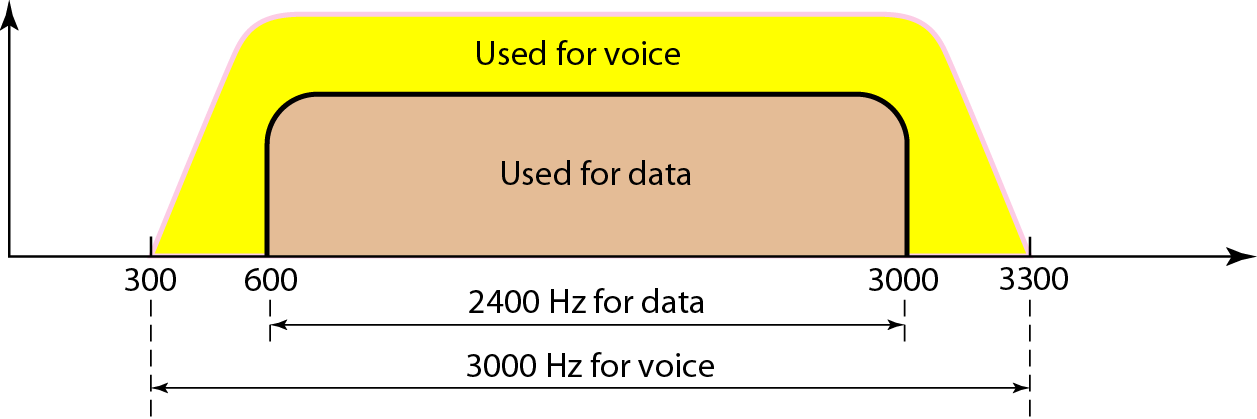 Used for voice
Used for data
300
600
3000
3300
2400 Hz for data
3000 Hz for voice